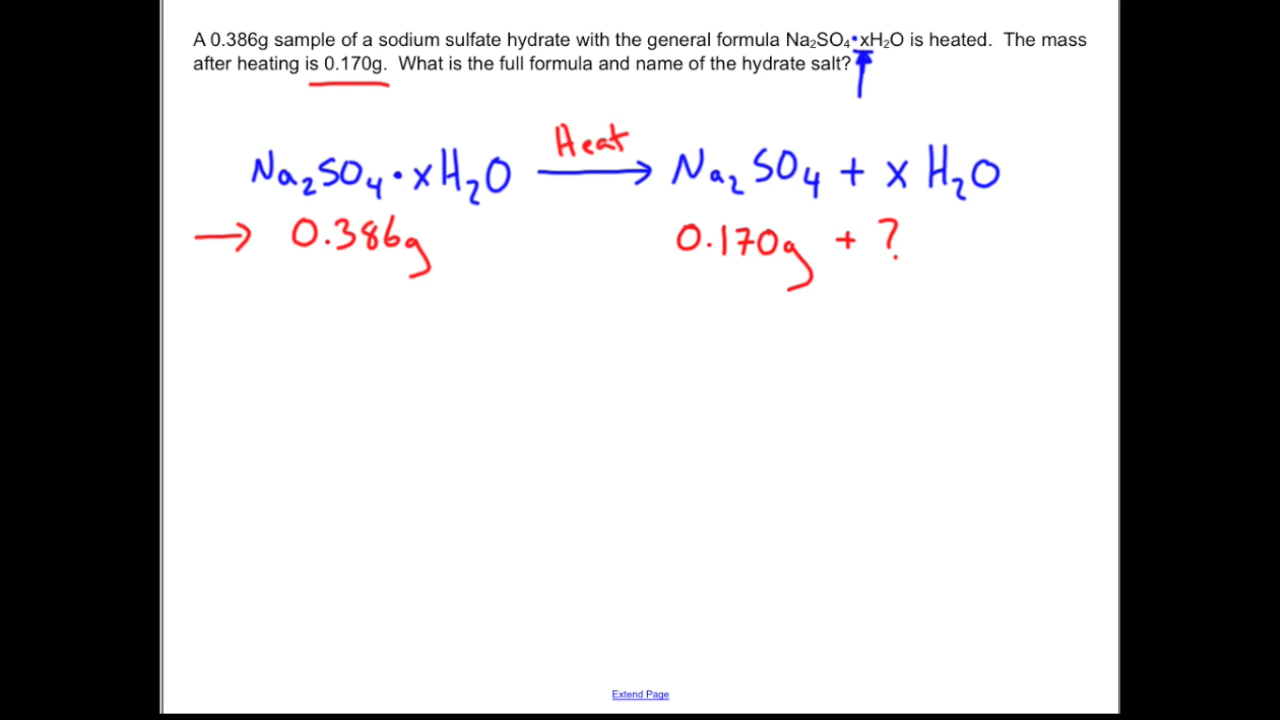 A 0.386g sample of a sodium sulfate hydrate with the general formula Na₂SO₄•xH₂O is heated.  The mass
after heating is 0.170g.  What is the full formula and name of the hydrate salt?
Heat
Na₂SO₄•xH₂O → Na₂SO₄ + x H₂O
→ 0.386g 0.170g + ?
Extend Page